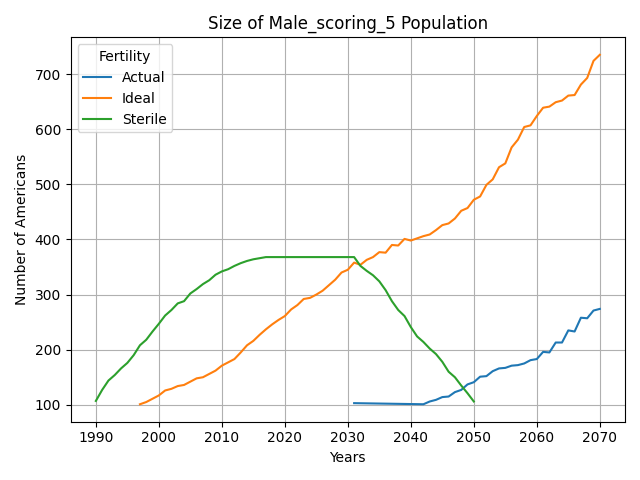 Size of Male_scoring_5 Population
Fertility
Actual
Ideal
Sterile
Number of Americans
700
600
500
400
300
200
100
1990 2000 2010 2020 2030 2040 2050 2060 2070
Years